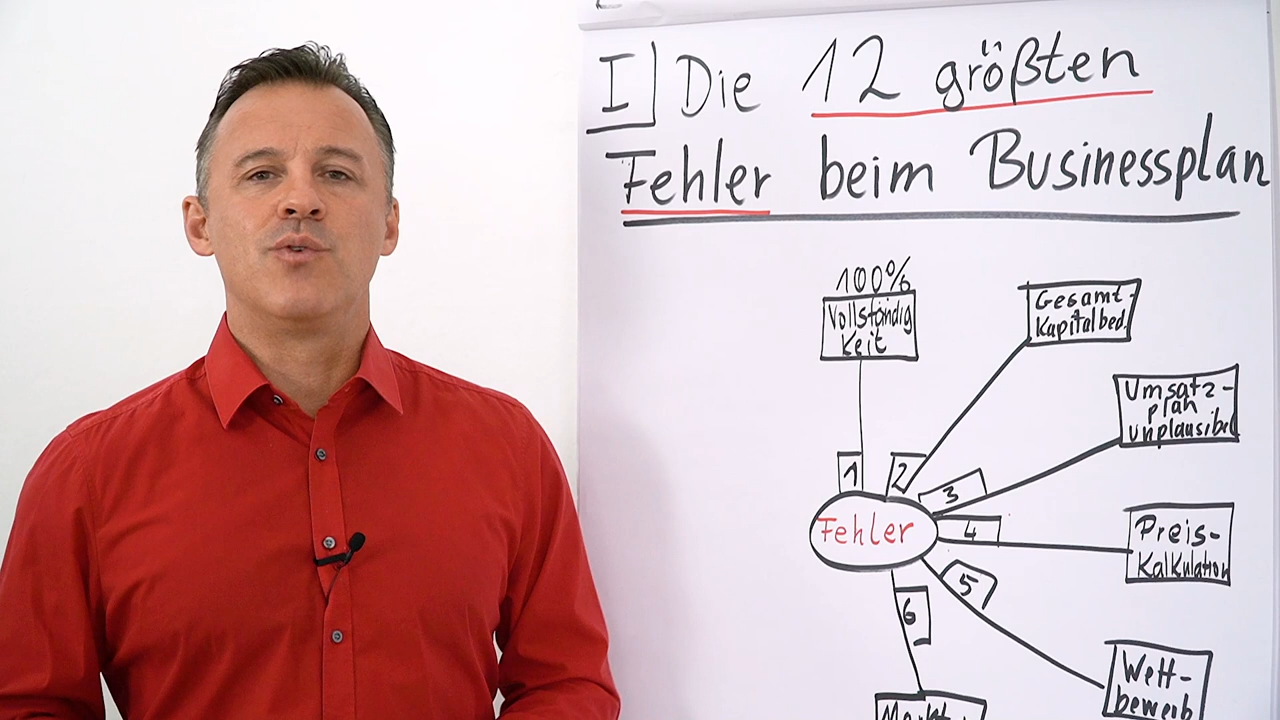 I Die 12 größten
Fehler beim Businessplan
100%
Vollständig
Keit
Gesamt-
Kapitalbed.
Umsatz-
plan
unplausibel
1
2
3
Fehler
4
Preis-
Kalkulation
5
6
Wett-
bewerb